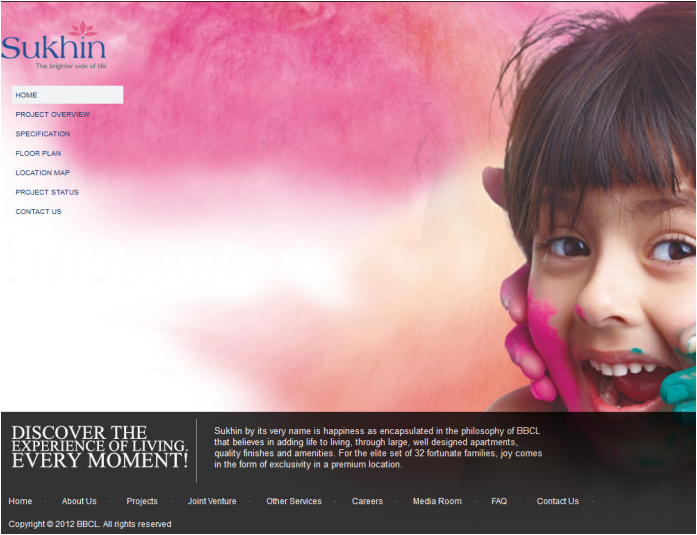 Sukhin
The brighter side of life
HOME
PROJECT OVERVIEW
SPECIFICATION
FLOOR PLAN
LOCATION MAP
PROJECT STATUS
CONTACT US
DISCOVER THE
EXPERIENCE OF LIVING,
EVERY MOMENT!
Sukhin by its very name is happiness as encapsulated in the philosophy of BBCL
that believes in adding life to living, through large, well designed apartments,
quality finishes and amenities. For the elite set of 32 fortunate families, joy comes
in the form of exclusivity in a premium location.
Home · About Us · Projects · Joint Venture · Other Services · Careers · Media Room · FAQ · Contact Us ·
Copyright © 2012 BBCL. All rights reserved